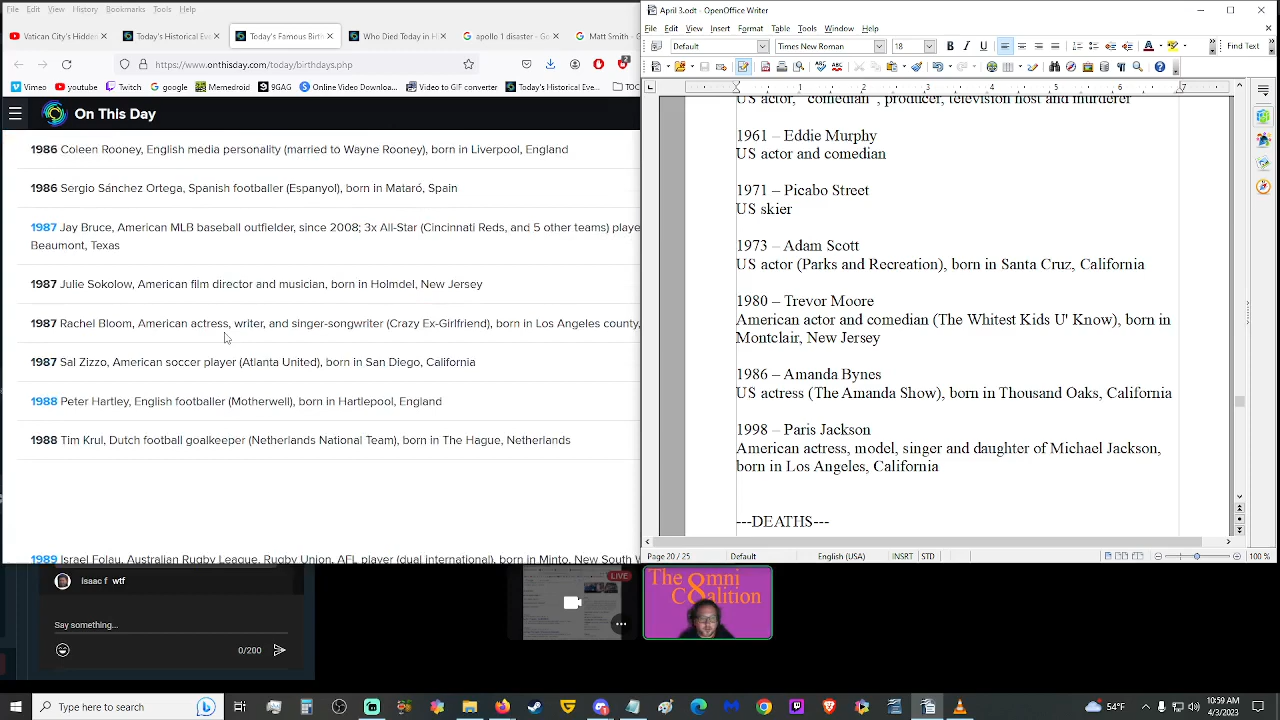 File Edit View History Bookmarks Tools Help
Vatican City's Hidden
Today's Historical Eve
Today's Famous Birth
Who Died Today in H
apollo 1 disaster - Go
Matt Smith - G
https://www.onthisday.com/today/birthdays.php
Vimeo YouTube Twitch google Memedroid 9GAG Online Video Downloa... Video to GIF converter Today's Historical Eve...
On This Day
1986 Coleen Rooney, English media personality (married to Wayne Rooney), born in Liverpool, England
1986 Sergio Sánchez Ortega, Spanish footballer (Espanyol), born in Mataró, Spain
1987 Jay Bruce, American MLB baseball outfielder, since 2008; 3x All-Star (Cincinnati Reds, and 5 other teams) playe
Beaumont, Texas
1987 Julie Sokolow, American film director and musician, born in Holmdel, New Jersey
1987 Rachel Bloom, American actress, writer, and singer-songwriter (Crazy Ex-Girlfriend), born in Los Angeles county,
1987 Sal Zizzo, American soccer player (Atlanta United), born in San Diego, California
1988 Peter Hartley, English footballer (Motherwell), born in Hartlepool, England
1988 Tim Krul, Dutch football goalkeeper (Netherlands National Team), born in The Hague, Netherlands
1989 Israel Folau, Australian Rugby League, Rugby Union, AFL player (dual international), born in Minto, New South W
Isaac f wtf
Say something...
0/200
LIVE
The 8mni
Coalition
April 3.odt - OpenOffice Writer
File Edit View Insert Format Table Tools Window Help
Default Times New Roman 18 B I U Find Text
1 2 3 4 5 6 7
US actor, "comedian", producer, television host and murderer
1961 – Eddie Murphy
US actor and comedian
1971 – Picabo Street
US skier
1973 – Adam Scott
US actor (Parks and Recreation), born in Santa Cruz, California
1980 – Trevor Moore
American actor and comedian (The Whitest Kids U' Know), born in
Montclair, New Jersey
1986 – Amanda Bynes
US actress (The Amanda Show), born in Thousand Oaks, California
1998 – Paris Jackson
American actress, model, singer and daughter of Michael Jackson,
born in Los Angeles, California
---DEATHS---
Page 20 / 25 Default English (USA) INSRT STD 100 %
Type here to search
54°F
10:59 AM
4/3/2023